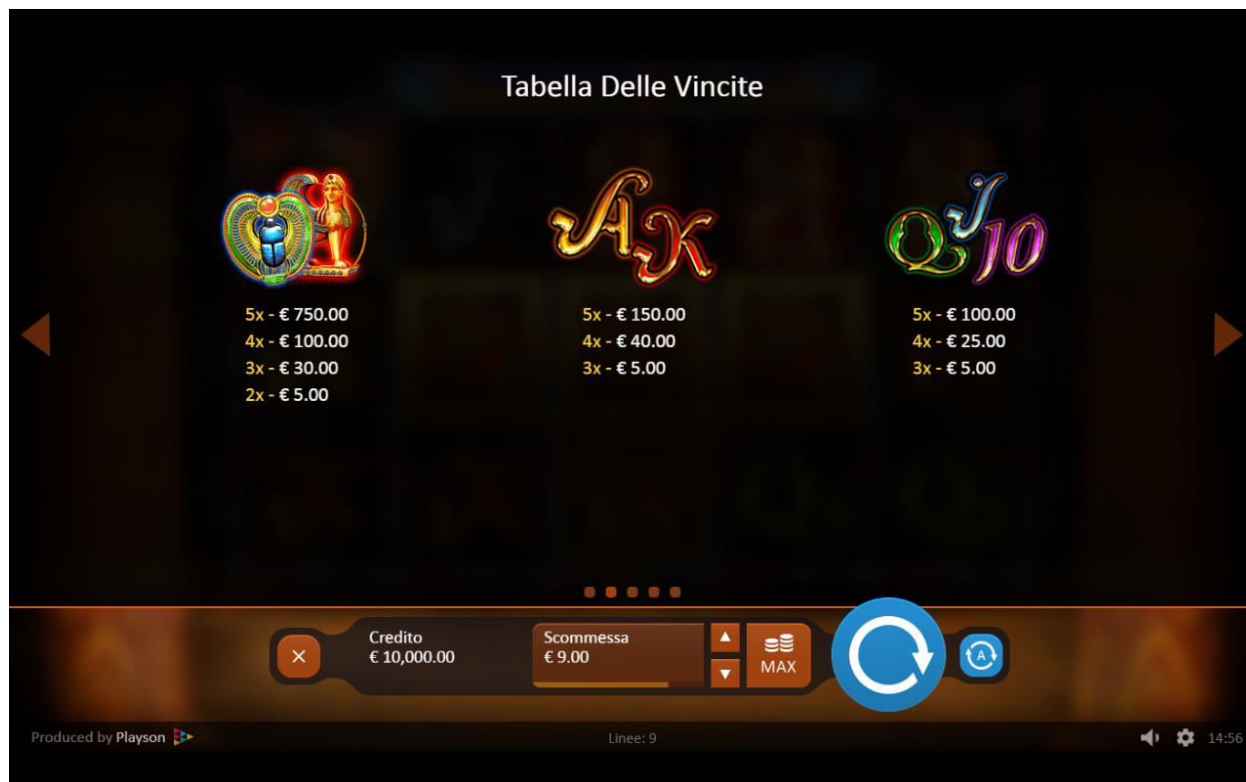 Tabella Delle Vincite
A K
Q J 10
5x - € 750.00
4x - € 100.00
3x - € 30.00
2x - € 5.00
5x - € 150.00
4x - € 40.00
3x - € 5.00
5x - € 100.00
4x - € 25.00
3x - € 5.00
Credito
€ 10,000.00
Scommessa
€ 9.00
MAX
A
Produced by Playson
Linee: 9
14:56